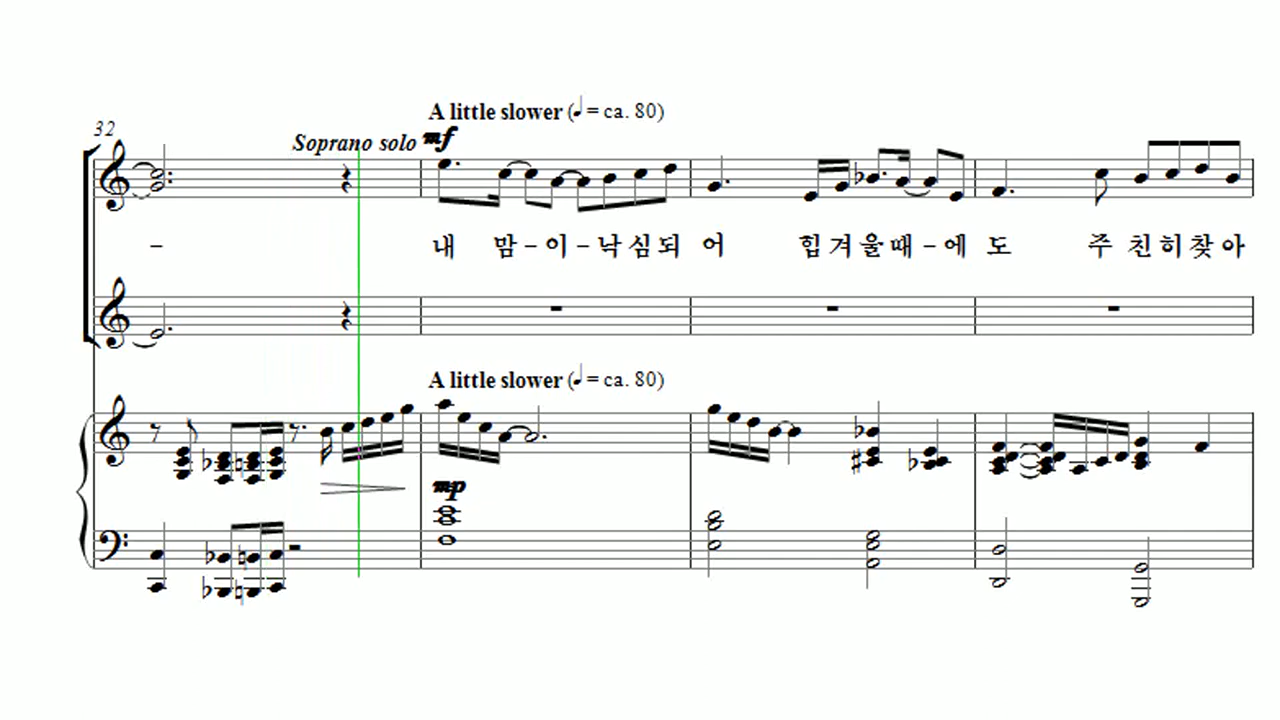 A little slower (♩= ca. 80)
32
Soprano solo mf
- 내 맘 - 이 - 낙 심 되 어 힘 겨 울 때 - 에 도 주 친 히 찾 아
A little slower (♩= ca. 80)
mp